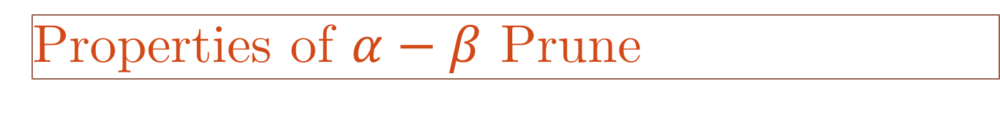 Properties of α − β Prune